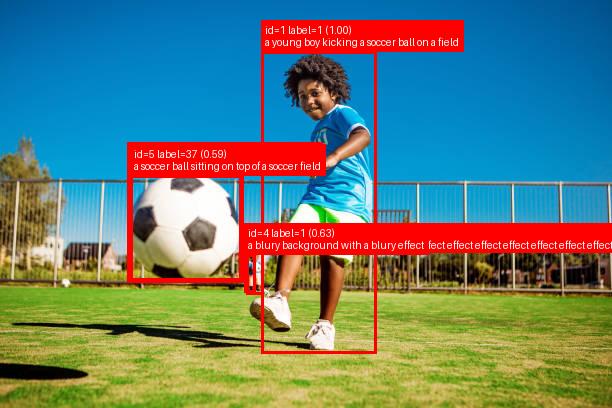 id=1 label=1 (1.00)
a young boy kicking a soccer ball on a field
id=5 label=37 (0.59)
a soccer ball sitting on top of a soccer field
id=4 label=1 (0.63)
a blury background with a blury effect fect effect effect effect effect effect effect